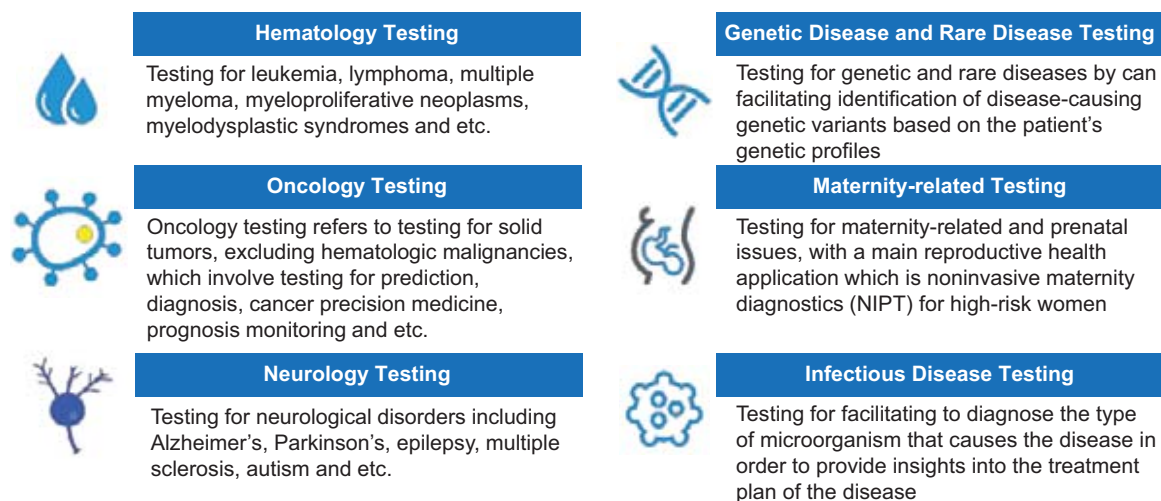 Hematology Testing
Testing for leukemia, lymphoma, multiple
myeloma, myeloproliferative neoplasms,
myelodysplastic syndromes and etc.
Genetic Disease and Rare Disease Testing
Testing for genetic and rare diseases by can
facilitating identification of disease-causing
genetic variants based on the patient’s
genetic profiles
Oncology Testing
Oncology testing refers to testing for solid
tumors, excluding hematologic malignancies,
which involve testing for prediction,
diagnosis, cancer precision medicine,
prognosis monitoring and etc.
Maternity-related Testing
Testing for maternity-related and prenatal
issues, with a main reproductive health
application which is noninvasive maternity
diagnostics (NIPT) for high-risk women
Neurology Testing
Testing for neurological disorders including
Alzheimer’s, Parkinson’s, epilepsy, multiple
sclerosis, autism and etc.
Infectious Disease Testing
Testing for facilitating to diagnose the type
of microorganism that causes the disease in
order to provide insights into the treatment
plan of the disease